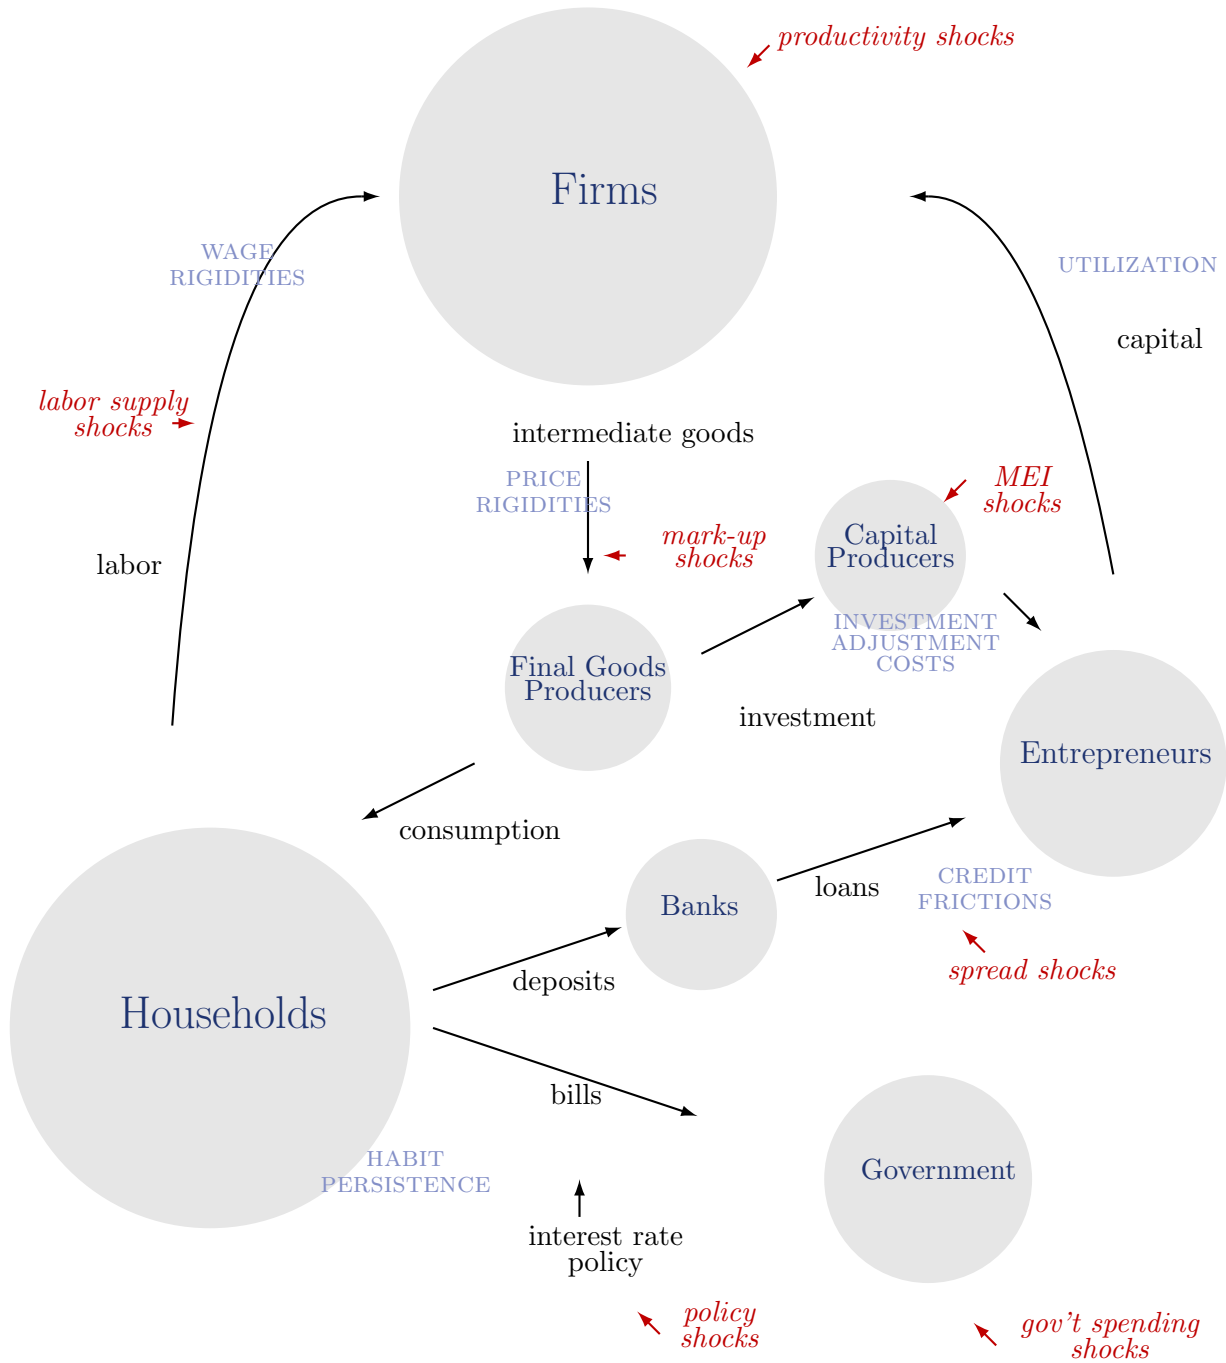 productivity shocks
Firms
WAGE
RIGIDITIES
UTILIZATION
capital
labor supply
shocks
intermediate goods
PRICE
RIGIDITIES
MEI
shocks
mark-up
shocks
Capital
Producers
labor
INVESTMENT
ADJUSTMENT
COSTS
Final Goods
Producers
investment
Entrepreneurs
consumption
Banks
loans
CREDIT
FRICTIONS
spread shocks
deposits
Households
bills
HABIT
PERSISTENCE
Government
interest rate
policy
policy
shocks
gov't spending
shocks